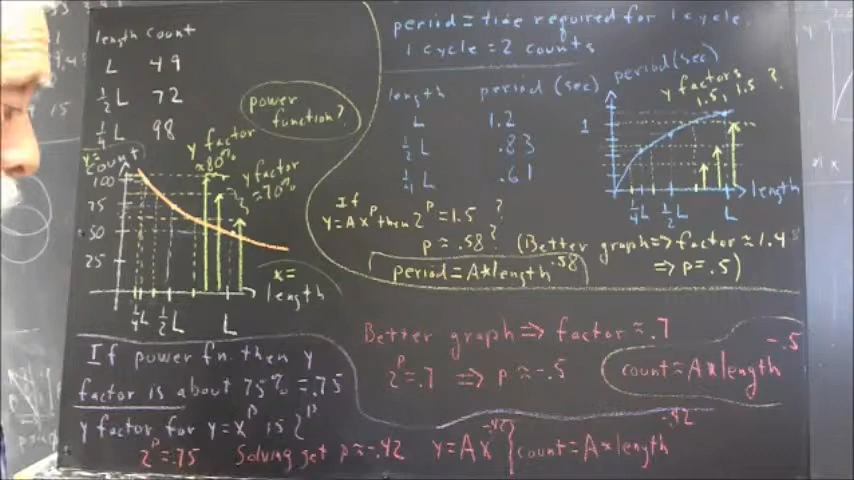 length count
L 49
½L 72
¼L 98
power function?
y factor ≈80%
y factor ≈70%
y=
count
100
75
50
25
¼L ½L L
x=
length
If power fn. then y
factor is about 75% = .75
y factor for y=x^p is 2^p
2^p=.75 Solving get p≈-.42 y=Ax^-.42 count=A*length^-.42
period = time required for 1 cycle.
1 cycle = 2 counts
length period (sec)
L 1.2
½L .83
¼L .61
period(sec)
y factors
1.5, 1.5 ?
1
¼L ½L L
length
If
y=Ax^p then 2^p=1.5 ?
p≈.58? (Better graph⇒factor≈1.4
⇒p=.5)
period=A*length^.58
Better graph⇒factor≈.7
2^p=.7 ⇒ p≈-.5
count≈A*length^-.5